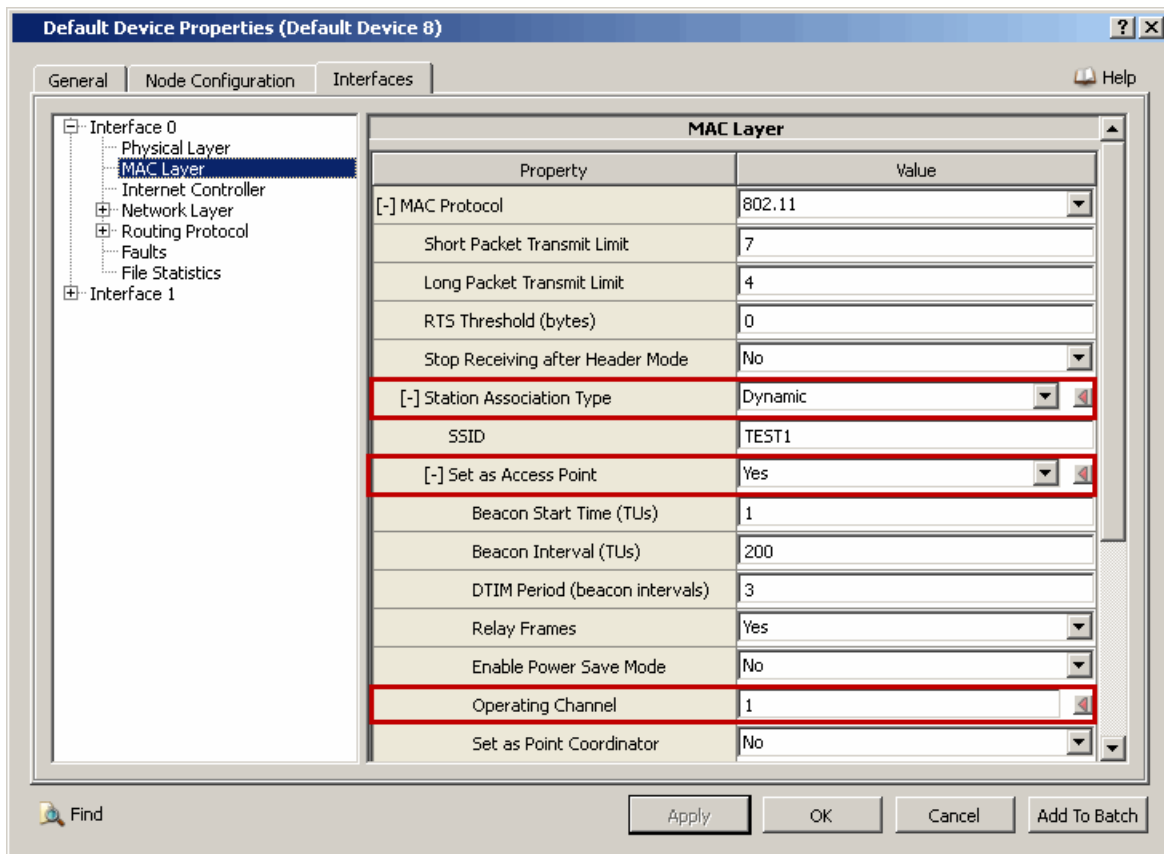 Default Device Properties (Default Device 8)
General Node Configuration Interfaces Help
[-] Interface 0
Physical Layer
MAC Layer
Internet Controller
[+] Network Layer
[+] Routing Protocol
Faults
File Statistics
[+] Interface 1
MAC Layer
Property Value
[-] MAC Protocol 802.11
Short Packet Transmit Limit 7
Long Packet Transmit Limit 4
RTS Threshold (bytes) 0
Stop Receiving after Header Mode No
[-] Station Association Type Dynamic
SSID TEST1
[-] Set as Access Point Yes
Beacon Start Time (TUs) 1
Beacon Interval (TUs) 200
DTIM Period (beacon intervals) 3
Relay Frames Yes
Enable Power Save Mode No
Operating Channel 1
Set as Point Coordinator No
Find Apply OK Cancel Add To Batch